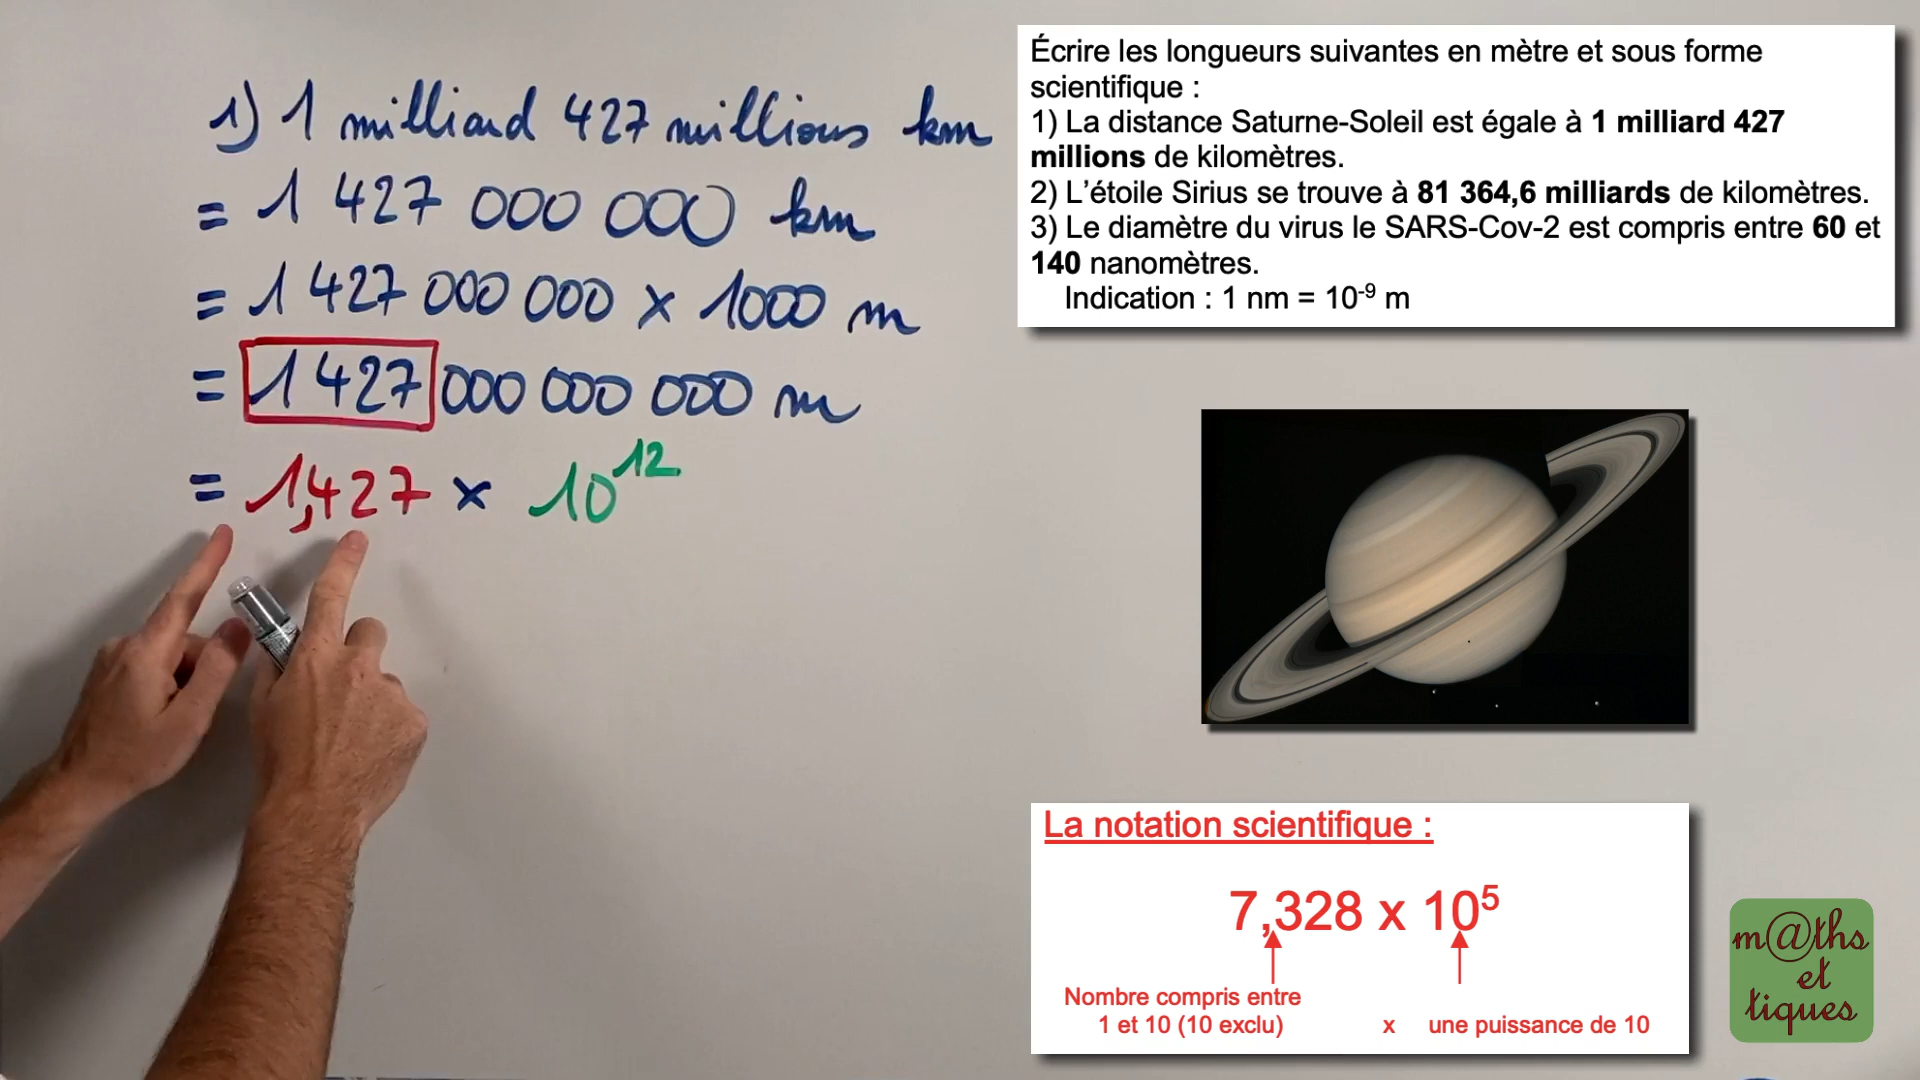 1) 1 milliard 427 millions km
= 1 427 000 000 km
= 1 427 000 000 x 1000 m
= 1 427 000 000 000 m
= 1,427 x 10¹²
Écrire les longueurs suivantes en mètre et sous forme
scientifique :
1) La distance Saturne-Soleil est égale à 1 milliard 427
millions de kilomètres.
2) L’étoile Sirius se trouve à 81 364,6 milliards de kilomètres.
3) Le diamètre du virus le SARS-Cov-2 est compris entre 60 et
140 nanomètres.
Indication : 1 nm = 10⁻⁹ m
La notation scientifique :
7,328 x 10⁵
Nombre compris entre
1 et 10 (10 exclu) x une puissance de 10
m@ths
et
tiques